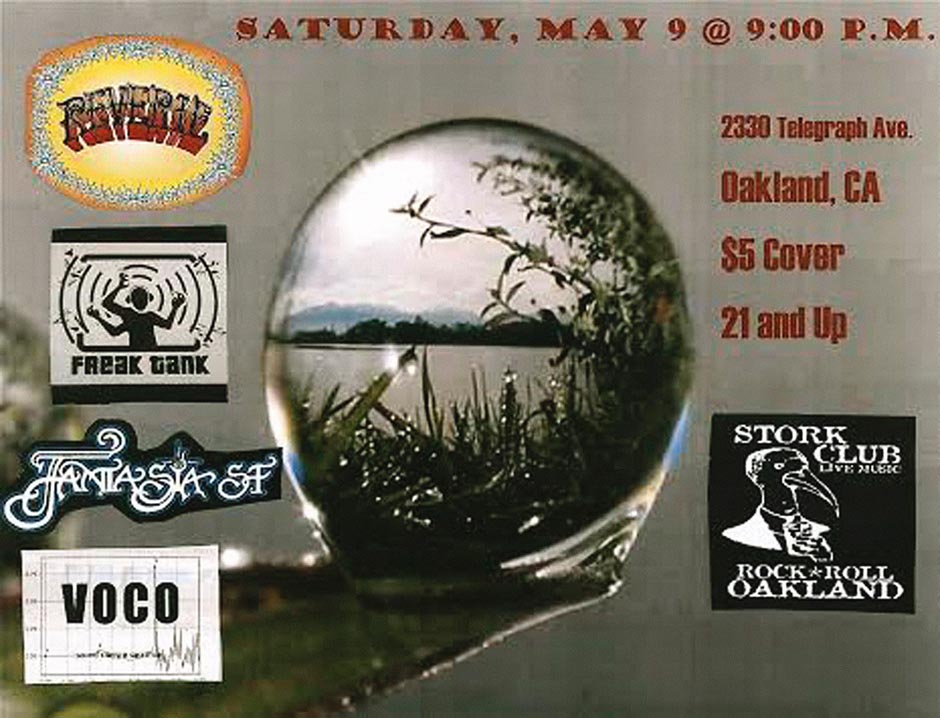 SATURDAY, MAY 9 @ 9:00 P.M.
REVERIE
FREAK TANK
FANTASIA SF
VOCO
2330 Telegraph Ave.
Oakland, CA
$5 Cover
21 and Up
STORK
CLUB
LIVE MUSIC
ROCK★ROLL
OAKLAND